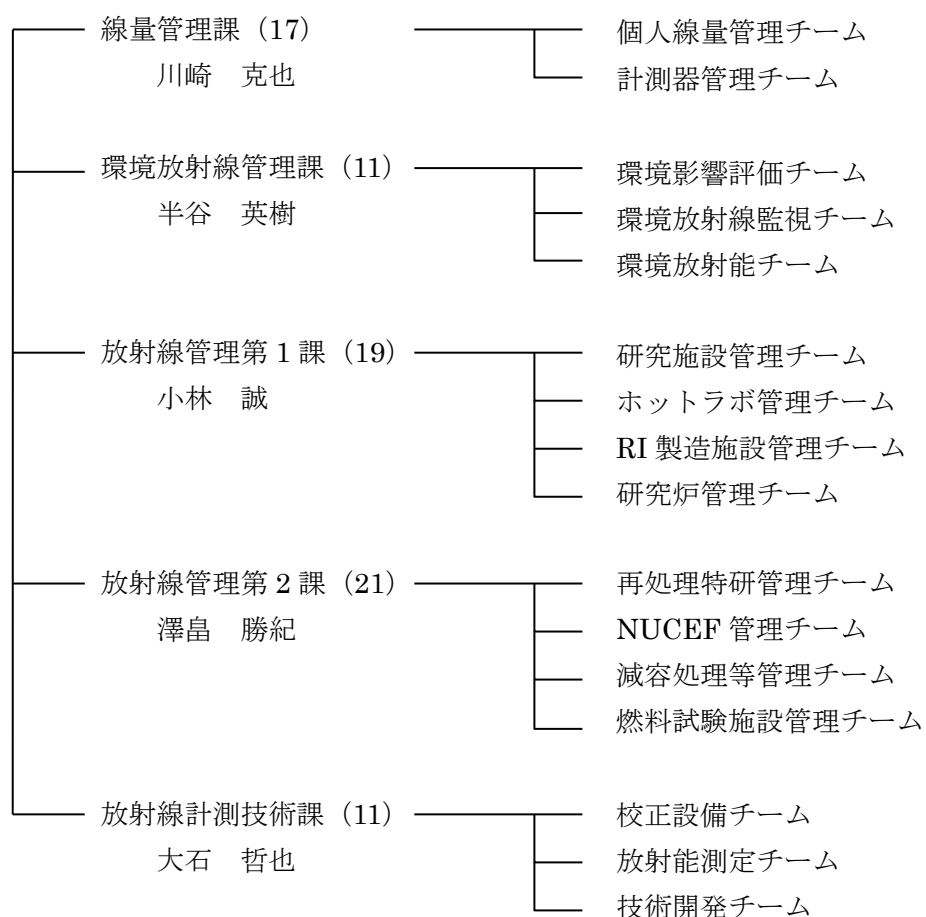 線量管理課（17）
川崎　克也
個人線量管理チーム
計測器管理チーム
環境放射線管理課（11）
半谷　英樹
環境影響評価チーム
環境放射線監視チーム
環境放射能チーム
放射線管理第 1 課（19）
小林　誠
研究施設管理チーム
ホットラボ管理チーム
RI 製造施設管理チーム
研究炉管理チーム
放射線管理第 2 課（21）
澤畠　勝紀
再処理特研管理チーム
NUCEF 管理チーム
減容処理等管理チーム
燃料試験施設管理チーム
放射線計測技術課（11）
大石　哲也
校正設備チーム
放射能測定チーム
技術開発チーム